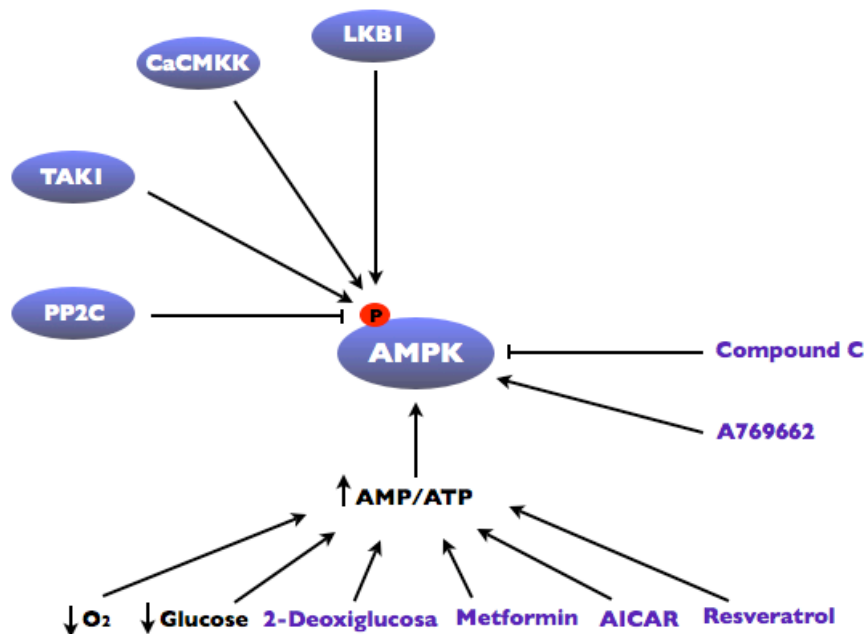 LKB1
CaCMKK
TAK1
PP2C
P
AMPK
Compound C
A769662
AMP/ATP
O₂
Glucose
2-Deoxiglucosa
Metformin
AICAR
Resveratrol